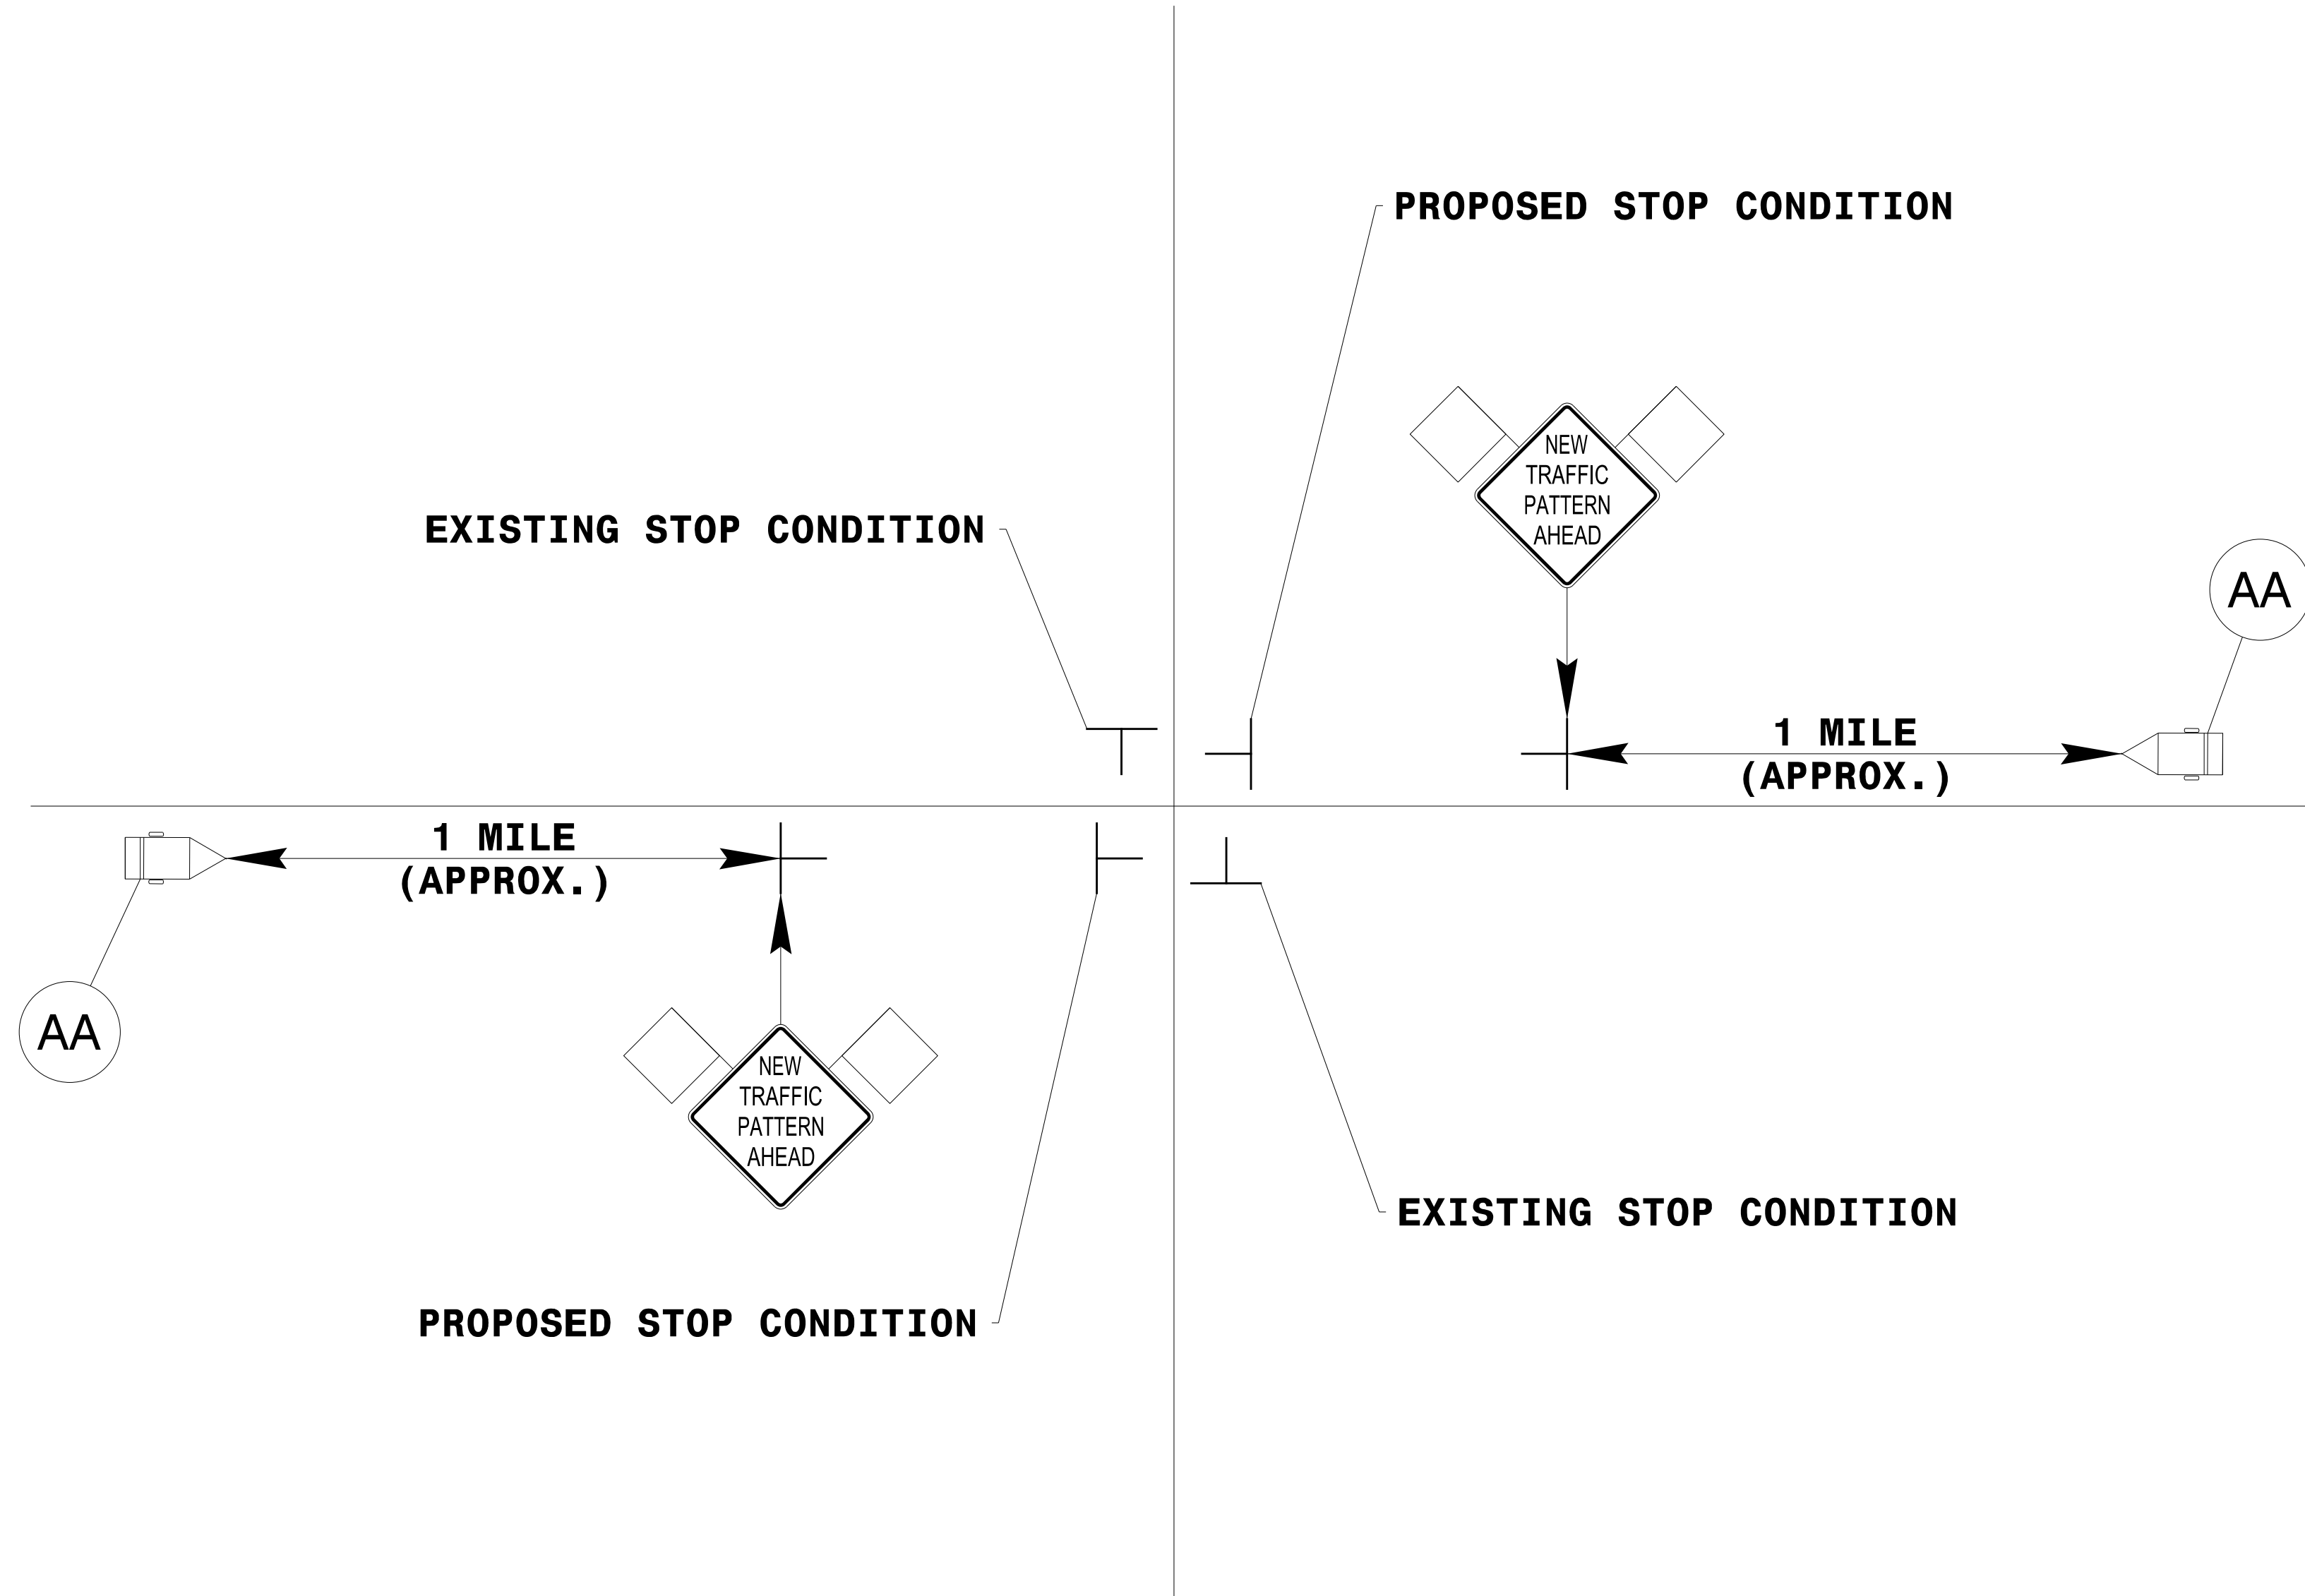 PROPOSED STOP CONDITION
NEW
TRAFFIC
PATTERN
AHEAD
EXISTING STOP CONDITION
AA
1 MILE
(APPROX.)
1 MILE
(APPROX.)
AA
NEW
TRAFFIC
PATTERN
AHEAD
EXISTING STOP CONDITION
PROPOSED STOP CONDITION